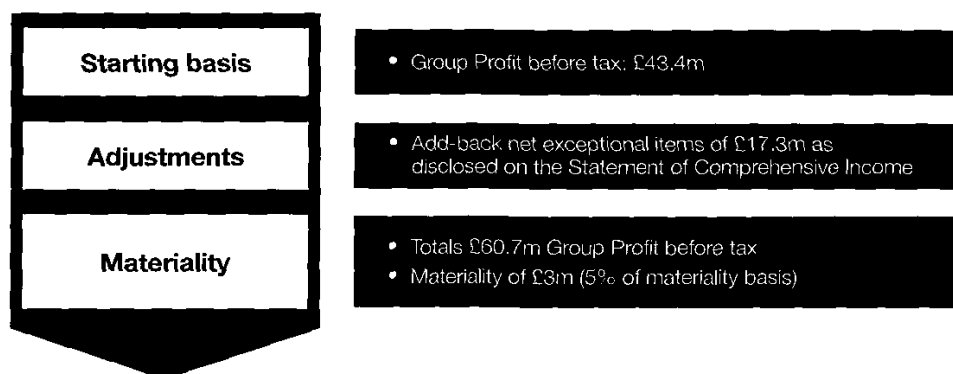 Starting basis
• Group Profit before tax: £43.4m
Adjustments
• Add-back net exceptional items of £17.3m as
disclosed on the Statement of Comprehensive Income
Materiality
• Totals £60.7m Group Profit before tax
• Materiality of £3m (5% of materiality basis)